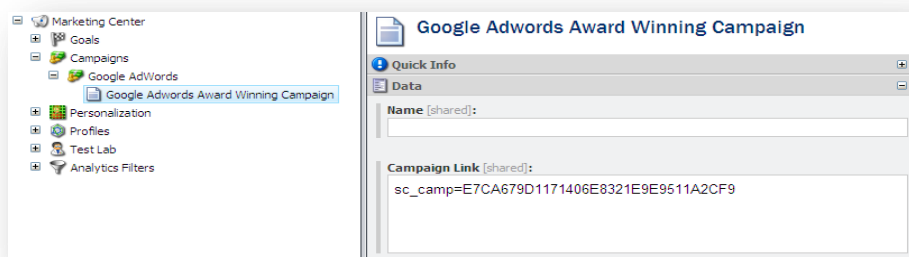 Marketing Center
Goals
Campaigns
Google AdWords
Google Adwords Award Winning Campaign
Personalization
Profiles
Test Lab
Analytics Filters
Google Adwords Award Winning Campaign
Quick Info
Data
Name [shared]:
Campaign Link [shared]:
sc_camp=E7CA679D1171406E8321E9E9511A2CF9